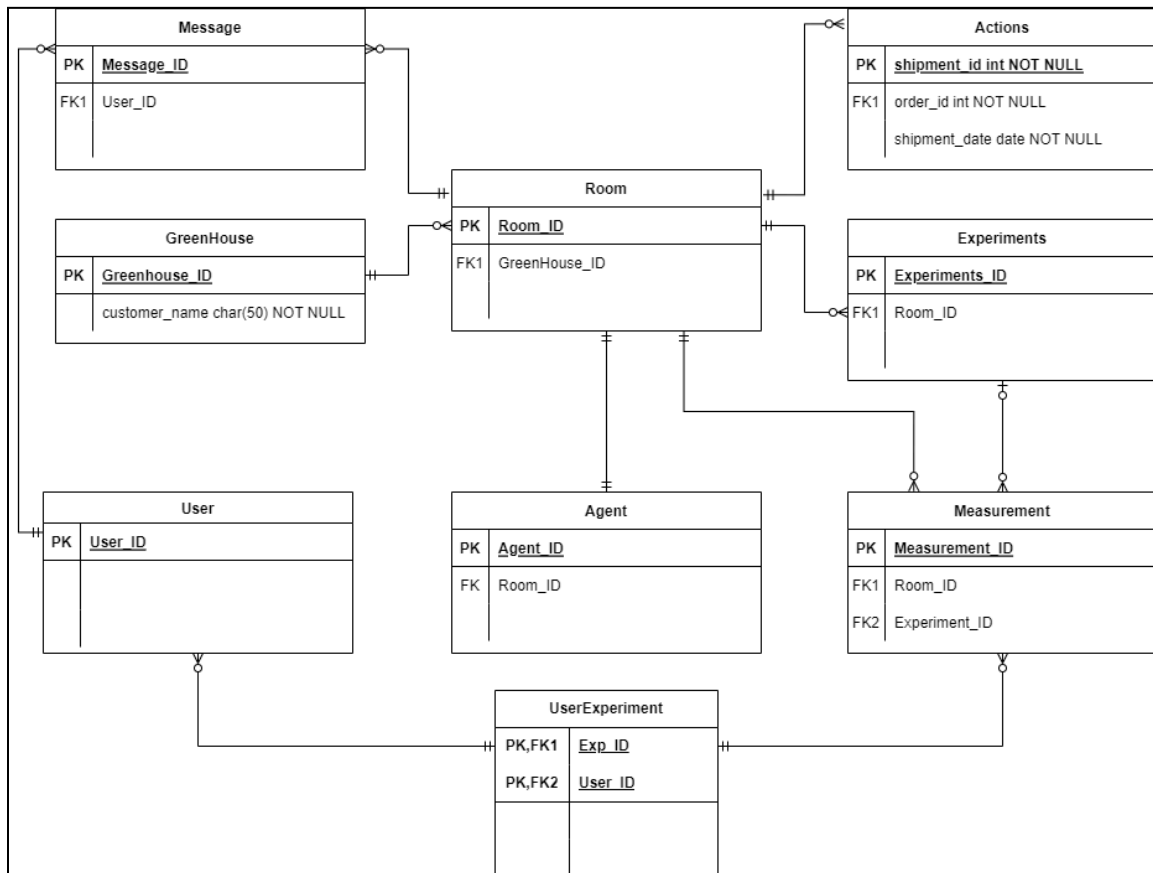 Message
PK Message_ID
FK1 User_ID
Actions
PK shipment_id int NOT NULL
FK1 order_id int NOT NULL
shipment_date date NOT NULL
Room
PK Room_ID
FK1 GreenHouse_ID
GreenHouse
PK Greenhouse_ID
customer_name char(50) NOT NULL
Experiments
PK Experiments_ID
FK1 Room_ID
User
PK User_ID
Agent
PK Agent_ID
FK Room_ID
Measurement
PK Measurement_ID
FK1 Room_ID
FK2 Experiment_ID
UserExperiment
PK,FK1 Exp_ID
PK,FK2 User_ID